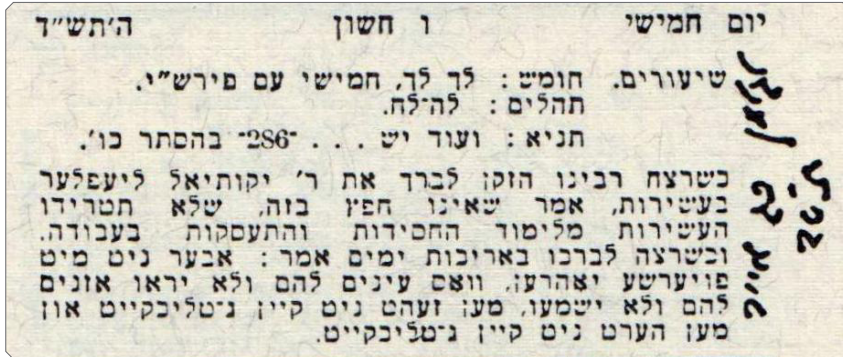 יום חמישי ו חשון ה'תש"ד
שיעורים. חומש: לך לך, חמישי עם פירש"י.
תהלים: לה־לח.
תניא: ועוד יש . . . ־286־ בהסתר כו'.
כשרצה רבינו הזקן לברך את ר' יקותיאל ליעפלער
בעשירות, אמר שאינו חפץ בזה, שלא תטרידו
העשירות מלימוד החסידות והתעסקות בעבודה.
וכשרצה לברכו באריכות ימים אמר: אבער ניט מיט
פויערשע יאהרען, וואס עינים להם ולא יראו אזנים
להם ולא ישמעו, מען זעהט ניט קיין ג־טליכקייט און
מען הערט ניט קיין ג־טליכקייט.